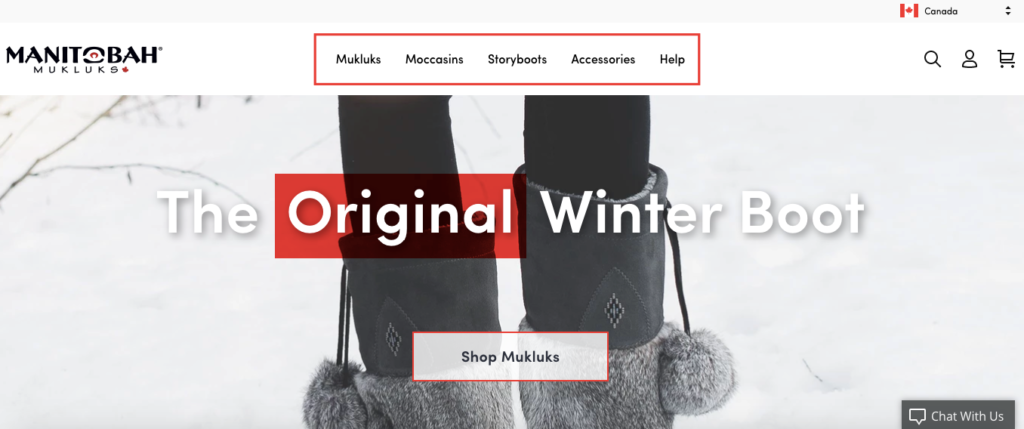 Canada
MANITOBAH®
MUKLUKS
Mukluks Moccasins Storyboots Accessories Help
The Original Winter Boot
Shop Mukluks
Chat With Us